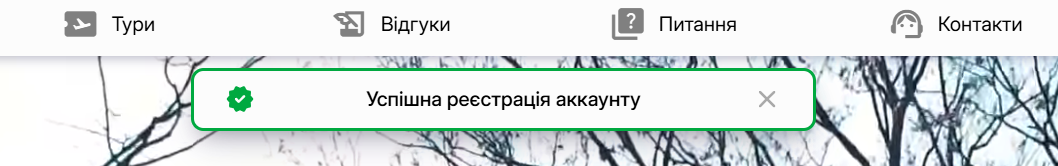 Тури
Відгуки
Питання
Контакти
Успішна реєстрація аккаунту